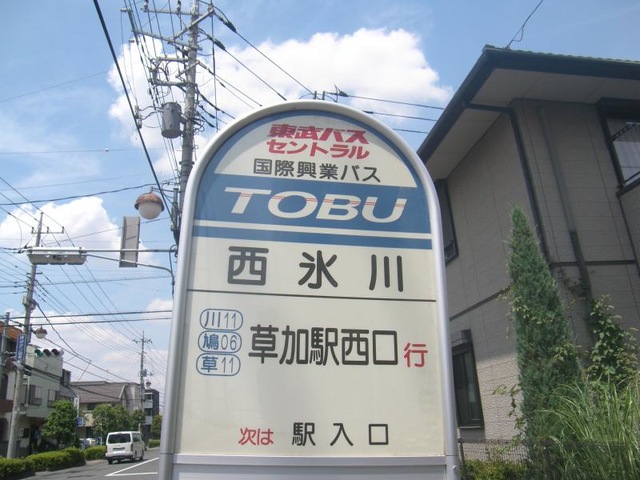 東武バス
セントラル
国際興業バス
TOBU
西氷川
川11
鳩06
草11
草加駅西口行
次は 駅入口